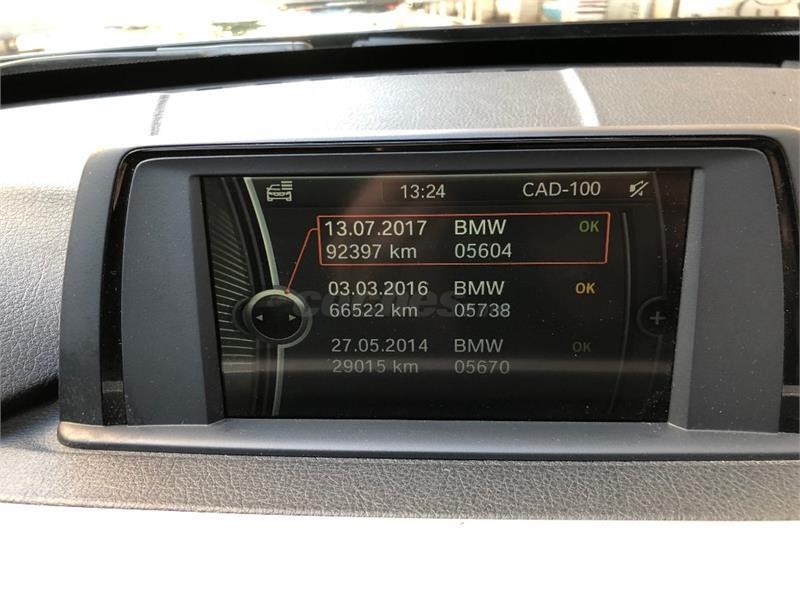 13:24 CAD-100
13.07.2017 BMW OK
92397 km 05604
03.03.2016 BMW OK
66522 km 05738
27.05.2014 BMW OK
29015 km 05670